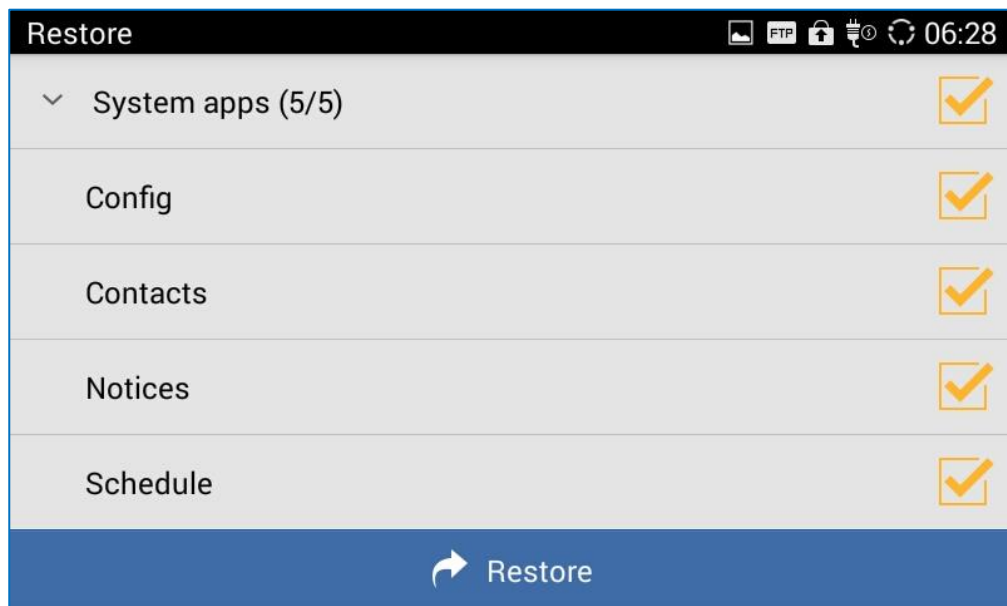 Restore FTP 06:28
System apps (5/5)
Config
Contacts
Notices
Schedule
Restore